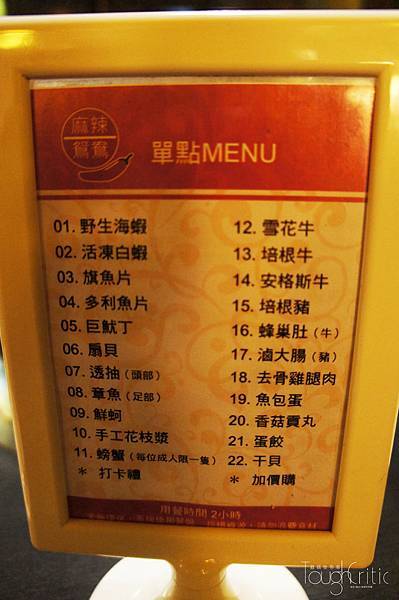 麻辣
鴛鴦
單點MENU
01. 野生海蝦
02. 活凍白蝦
03. 旗魚片
04. 多利魚片
05. 巨魷丁
06. 扇貝
07. 透抽（頭部）
08. 章魚（足部）
09. 鮮蚵
10. 手工花枝漿
11. 螃蟹（每位成人限一隻）
* 打卡禮
12. 雪花牛
13. 培根牛
14. 安格斯牛
15. 培根豬
16. 蜂巢肚（牛）
17. 滷大腸（豬）
18. 去骨雞腿肉
19. 魚包蛋
20. 香菇貢丸
21. 蛋餃
22. 干貝
* 加價購
用餐時間 2小時
ToughCritic